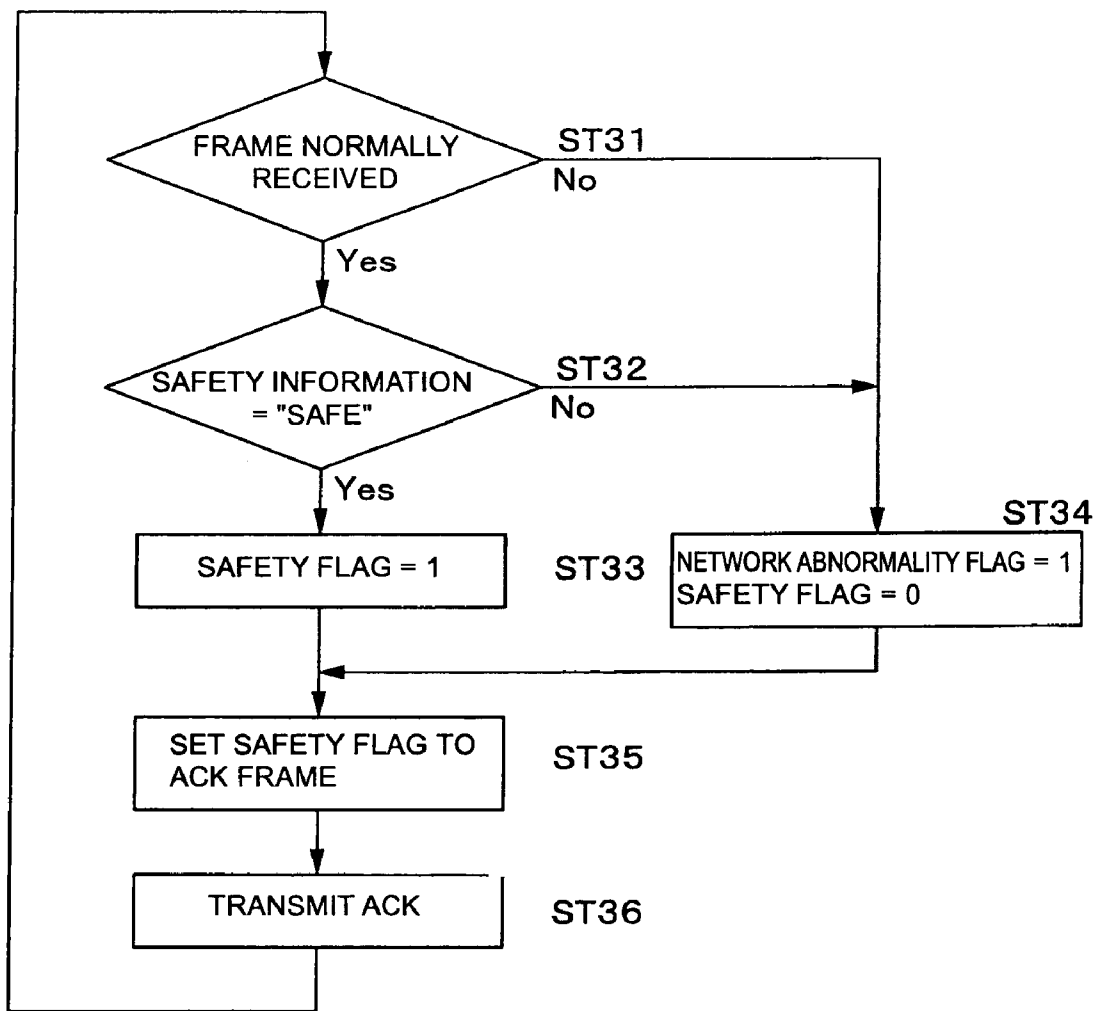 FRAME NORMALLY
RECEIVED
ST31
No
Yes
SAFETY INFORMATION
= "SAFE"
ST32
No
Yes
SAFETY FLAG = 1
ST33
ST34
NETWORK ABNORMALITY FLAG = 1
SAFETY FLAG = 0
SET SAFETY FLAG TO
ACK FRAME
ST35
TRANSMIT ACK
ST36